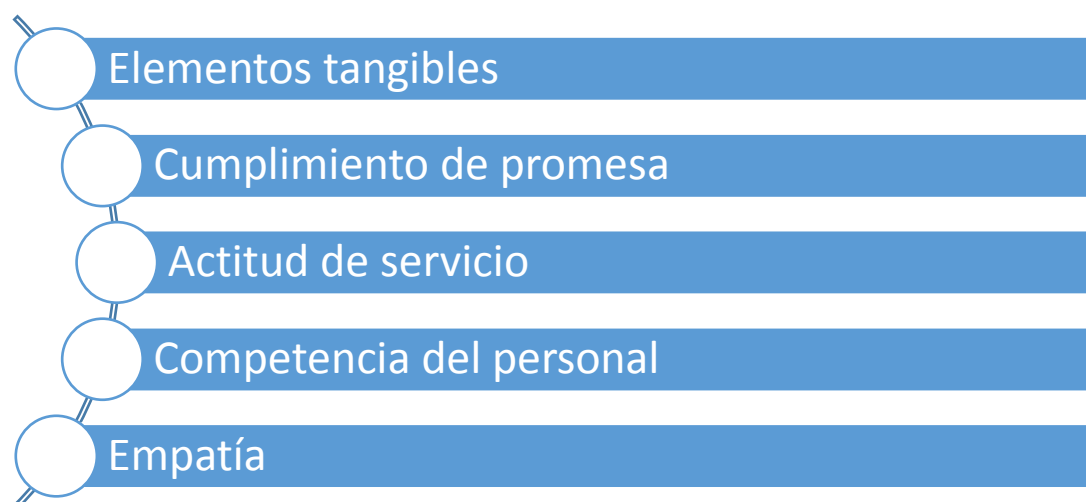 Elementos tangibles
Cumplimiento de promesa
Actitud de servicio
Competencia del personal
Empatía